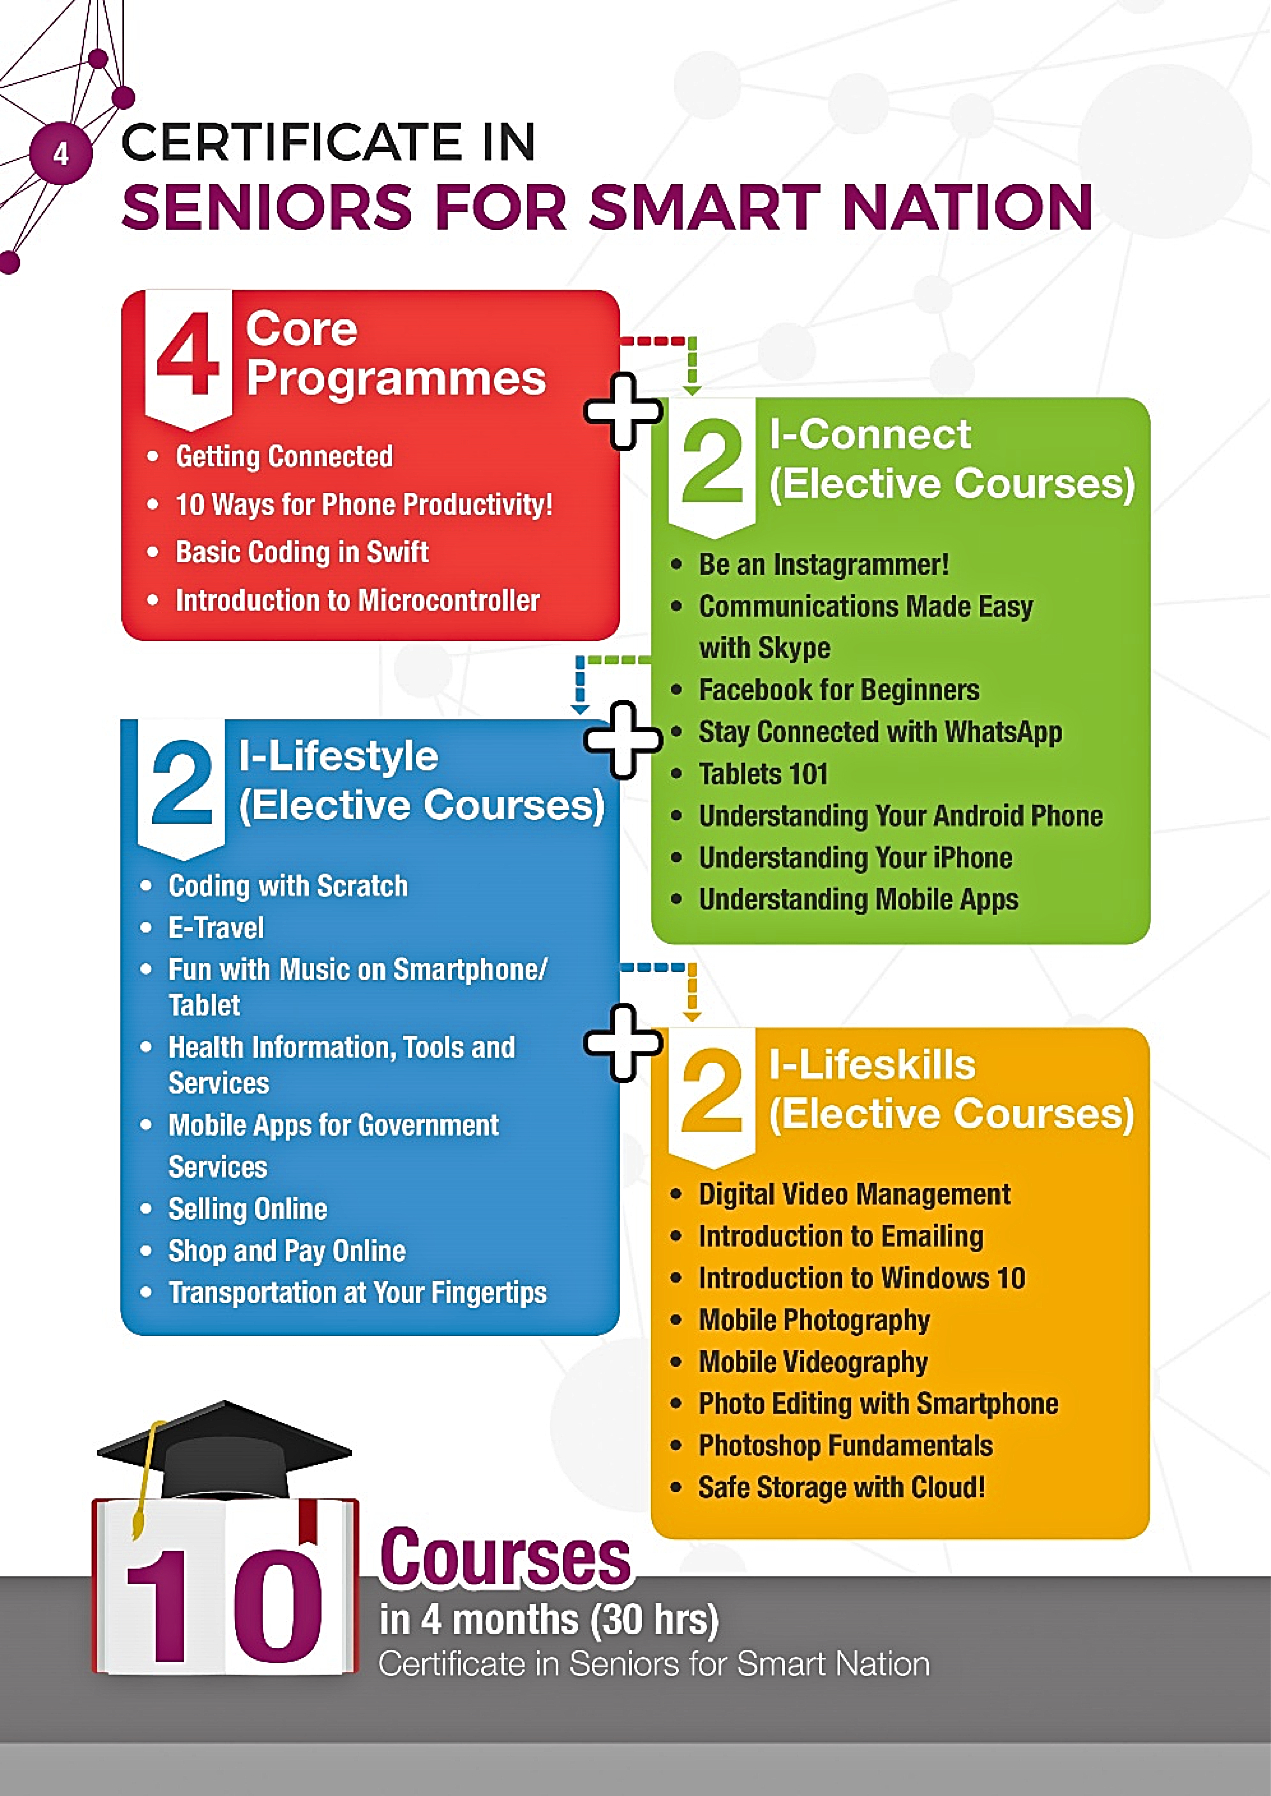 4
CERTIFICATE IN
SENIORS FOR SMART NATION
4
Core
Programmes
• Getting Connected
• 10 Ways for Phone Productivity!
• Basic Coding in Swift
• Introduction to Microcontroller
2
I-Connect
(Elective Courses)
• Be an Instagrammer!
• Communications Made Easy
with Skype
• Facebook for Beginners
• Stay Connected with WhatsApp
• Tablets 101
• Understanding Your Android Phone
• Understanding Your iPhone
• Understanding Mobile Apps
2
I-Lifestyle
(Elective Courses)
• Coding with Scratch
• E-Travel
• Fun with Music on Smartphone/
Tablet
• Health Information, Tools and
Services
• Mobile Apps for Government
Services
• Selling Online
• Shop and Pay Online
• Transportation at Your Fingertips
2
I-Lifeskills
(Elective Courses)
• Digital Video Management
• Introduction to Emailing
• Introduction to Windows 10
• Mobile Photography
• Mobile Videography
• Photo Editing with Smartphone
• Photoshop Fundamentals
• Safe Storage with Cloud!
10
Courses
in 4 months (30 hrs)
Certificate in Seniors for Smart Nation